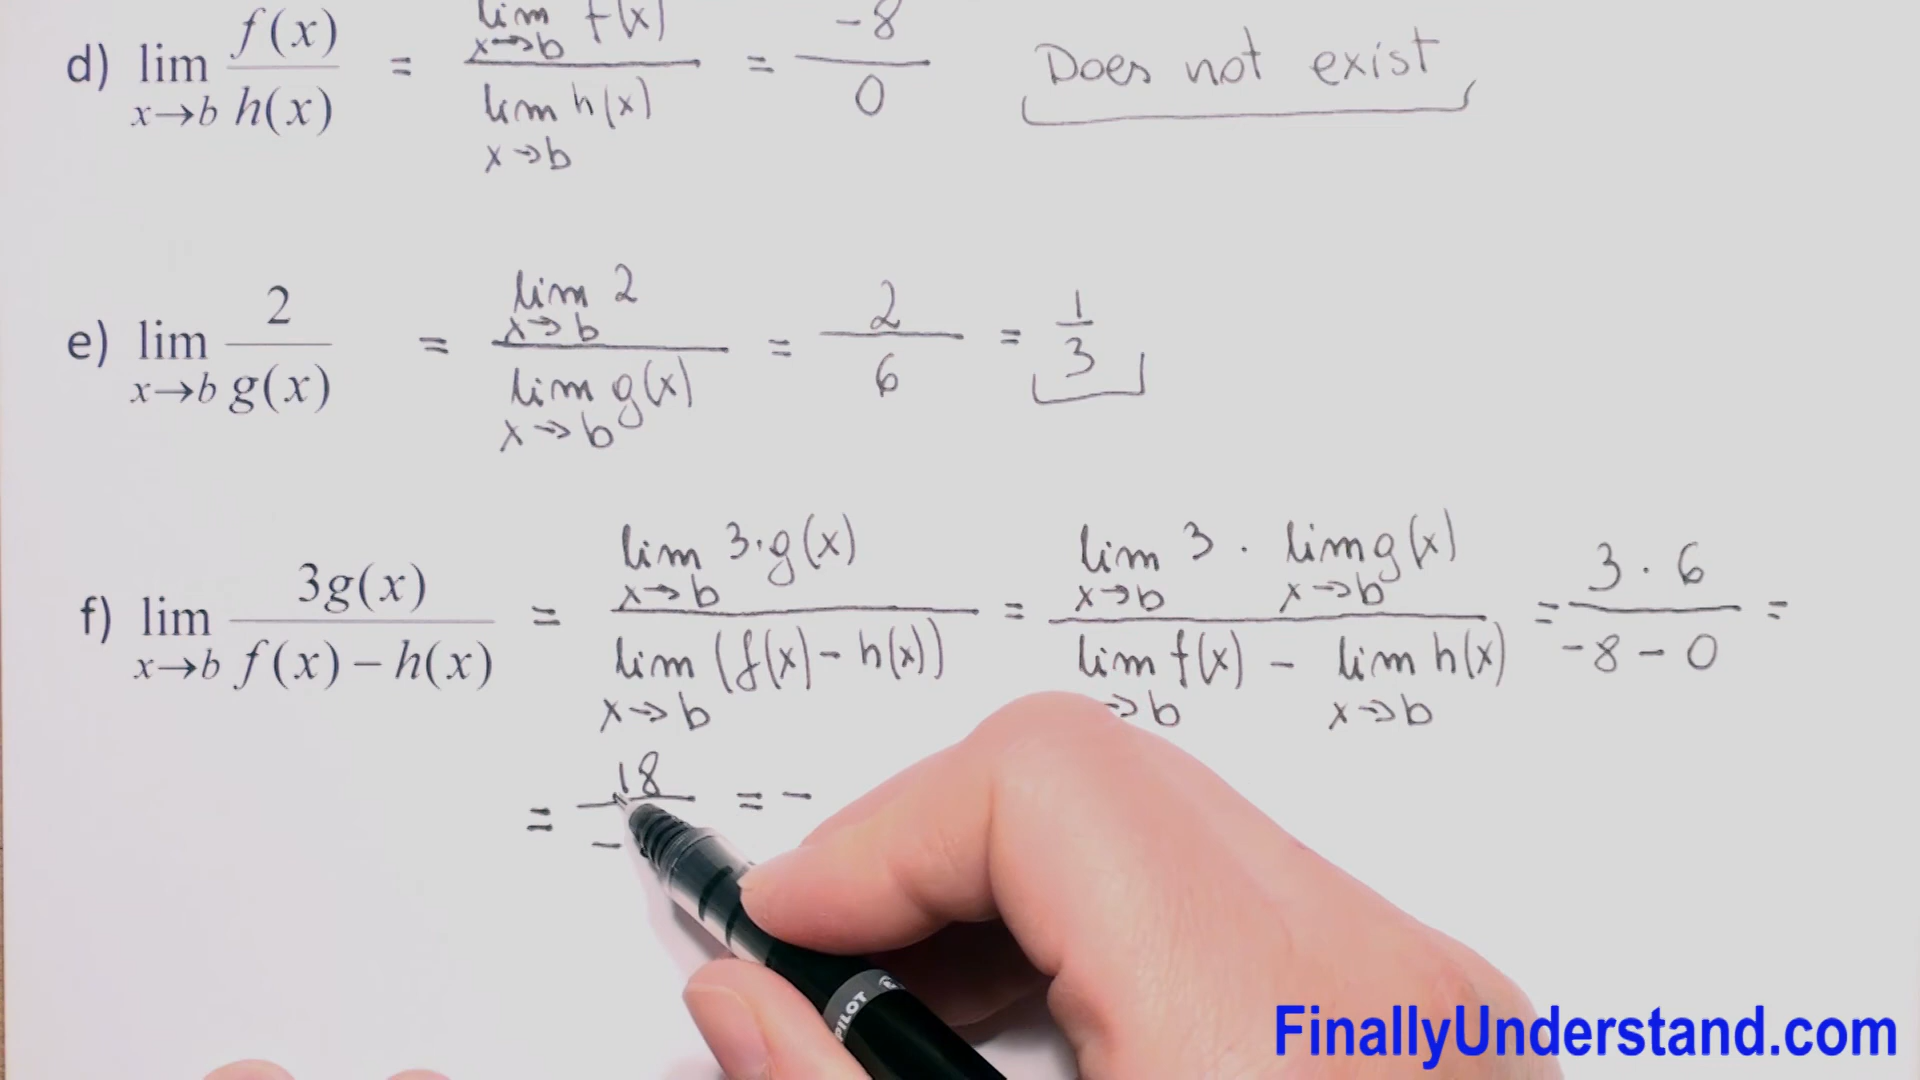 d) lim x→b f(x)/h(x) = lim x→b f(x) / lim x→b h(x) = -8/0 Does not exist
e) lim x→b 2/g(x) = lim x→b 2 / lim x→b g(x) = 2/6 = 1/3
f) lim x→b 3g(x)/f(x)-h(x) = lim x→b 3·g(x) / lim x→b (f(x)-h(x)) = lim x→b 3 · lim x→b g(x) / lim →b f(x) - lim x→b h(x) = 3·6/-8-0 =
= 18/- = -
PILOT
FinallyUnderstand.com